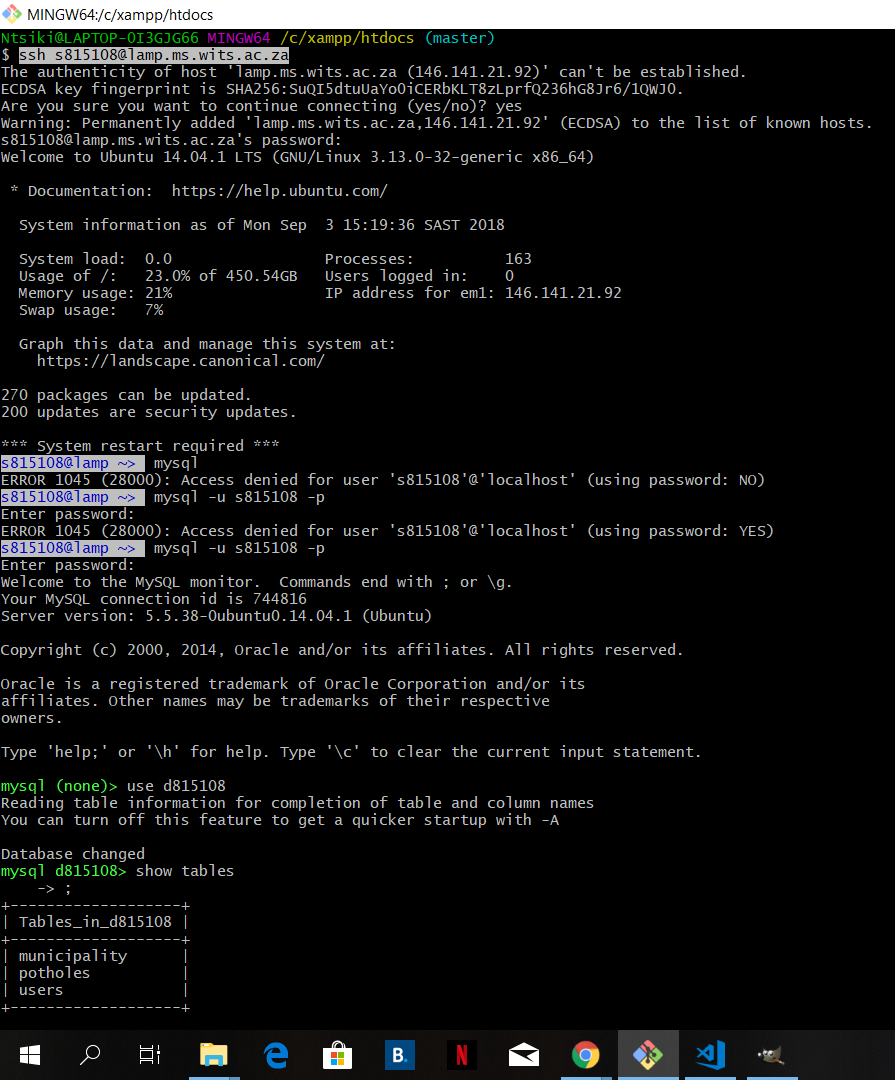 MINGW64:/c/xampp/htdocs
Ntsiki@LAPTOP-OI3GJG66 MINGW64 /c/xampp/htdocs (master)
$ ssh s815108@lamp.ms.wits.ac.za
The authenticity of host 'lamp.ms.wits.ac.za (146.141.21.92)' can't be established.
ECDSA key fingerprint is SHA256:SuQI5dtuUaYo0iCERbKLT8zLprfQ236hG8Jr6/1QWJ0.
Are you sure you want to continue connecting (yes/no)? yes
Warning: Permanently added 'lamp.ms.wits.ac.za,146.141.21.92' (ECDSA) to the list of known hosts.
s815108@lamp.ms.wits.ac.za's password:
Welcome to Ubuntu 14.04.1 LTS (GNU/Linux 3.13.0-32-generic x86_64)
* Documentation:  https://help.ubuntu.com/
System information as of Mon Sep  3 15:19:36 SAST 2018
System load:  0.0                Processes:          163
Usage of /:   23.0% of 450.54GB   Users logged in:    0
Memory usage: 21%                IP address for em1: 146.141.21.92
Swap usage:   7%
Graph this data and manage this system at:
https://landscape.canonical.com/
270 packages can be updated.
200 updates are security updates.
*** System restart required ***
s815108@lamp ~> mysql
ERROR 1045 (28000): Access denied for user 's815108'@'localhost' (using password: NO)
s815108@lamp ~> mysql -u s815108 -p
Enter password:
ERROR 1045 (28000): Access denied for user 's815108'@'localhost' (using password: YES)
s815108@lamp ~> mysql -u s815108 -p
Enter password:
Welcome to the MySQL monitor.  Commands end with ; or \g.
Your MySQL connection id is 744816
Server version: 5.5.38-0ubuntu0.14.04.1 (Ubuntu)
Copyright (c) 2000, 2014, Oracle and/or its affiliates. All rights reserved.
Oracle is a registered trademark of Oracle Corporation and/or its
affiliates. Other names may be trademarks of their respective
owners.
Type 'help;' or '\h' for help. Type '\c' to clear the current input statement.
mysql (none)> use d815108
Reading table information for completion of table and column names
You can turn off this feature to get a quicker startup with -A
Database changed
mysql d815108> show tables
-> ;
+-------------------+
| Tables_in_d815108 |
+-------------------+
| municipality      |
| potholes          |
| users             |
+-------------------+
B.
N